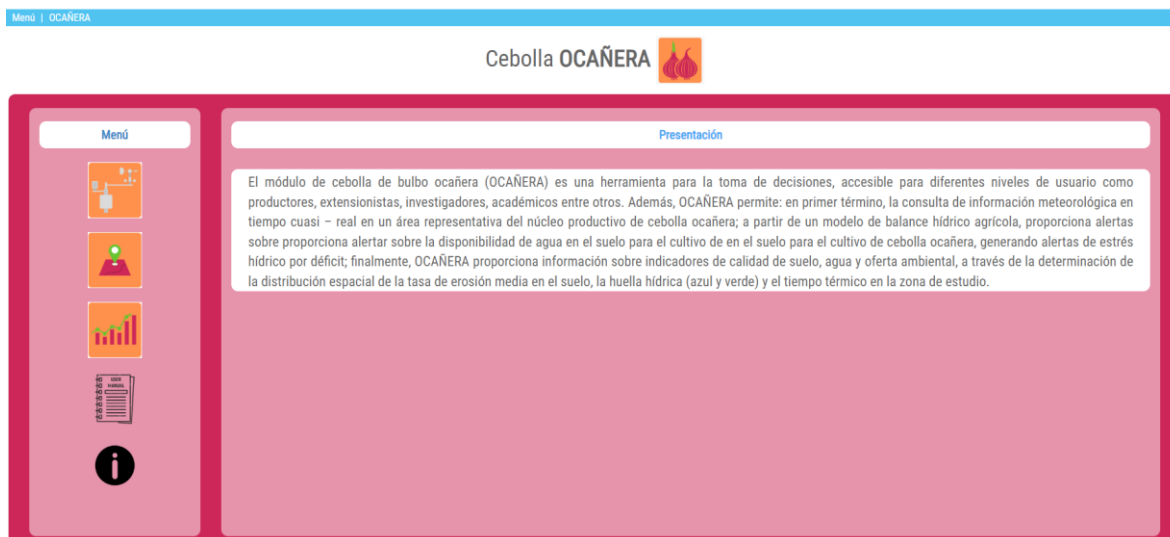 Menú | OCAÑERA
Cebolla OCAÑERA
Menú
Presentación
El módulo de cebolla de bulbo ocañera (OCAÑERA) es una herramienta para la toma de decisiones, accesible para diferentes niveles de usuario como
productores, extensionistas, investigadores, académicos entre otros. Además, OCAÑERA permite: en primer término, la consulta de información meteorológica en
tiempo cuasi – real en un área representativa del núcleo productivo de cebolla ocañera; a partir de un modelo de balance hídrico agrícola, proporciona alertas
sobre proporciona alertar sobre la disponibilidad de agua en el suelo para el cultivo de en el suelo para el cultivo de cebolla ocañera, generando alertas de estrés
hídrico por déficit; finalmente, OCAÑERA proporciona información sobre indicadores de calidad de suelo, agua y oferta ambiental, a través de la determinación de
la distribución espacial de la tasa de erosión media en el suelo, la huella hídrica (azul y verde) y el tiempo térmico en la zona de estudio.
USER
MANUAL